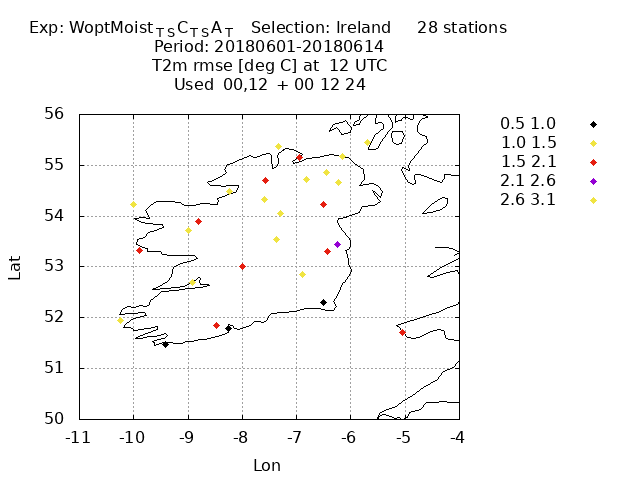 Exp: WoptMoist TS C TS A T   Selection: Ireland     28 stations
Period: 20180601-20180614
T2m rmse [deg C] at  12 UTC
Used  00,12  + 00 12 24
56
55
54
53
52
51
50
-11 -10 -9 -8 -7 -6 -5 -4
Lat
Lon
0.5 1.0
1.0 1.5
1.5 2.1
2.1 2.6
2.6 3.1